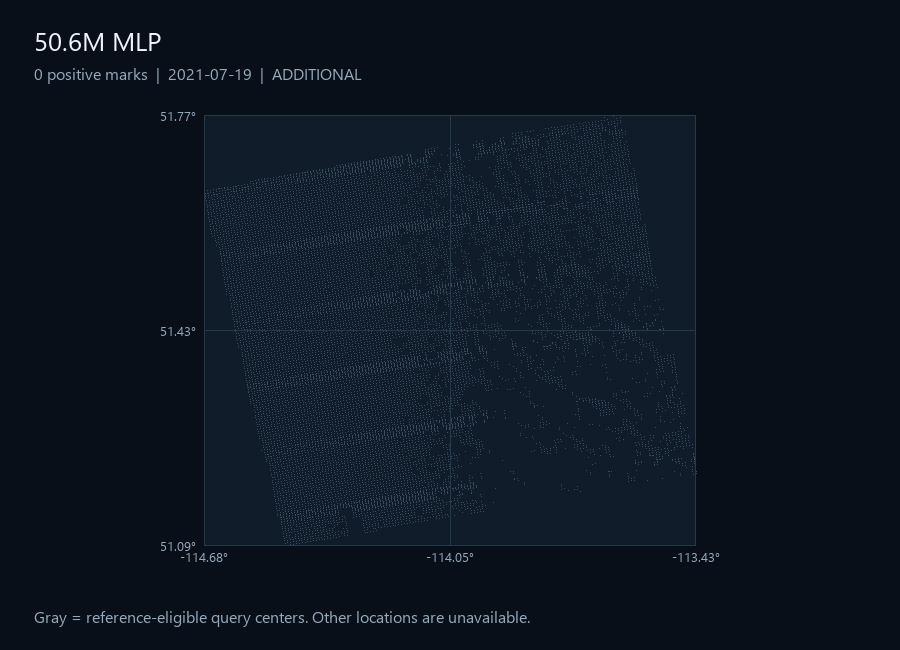 50.6M MLP
0 positive marks | 2021-07-19 | ADDITIONAL
51.77°
51.43°
51.09°
-114.68°
-114.05°
-113.43°
Gray = reference-eligible query centers. Other locations are unavailable.